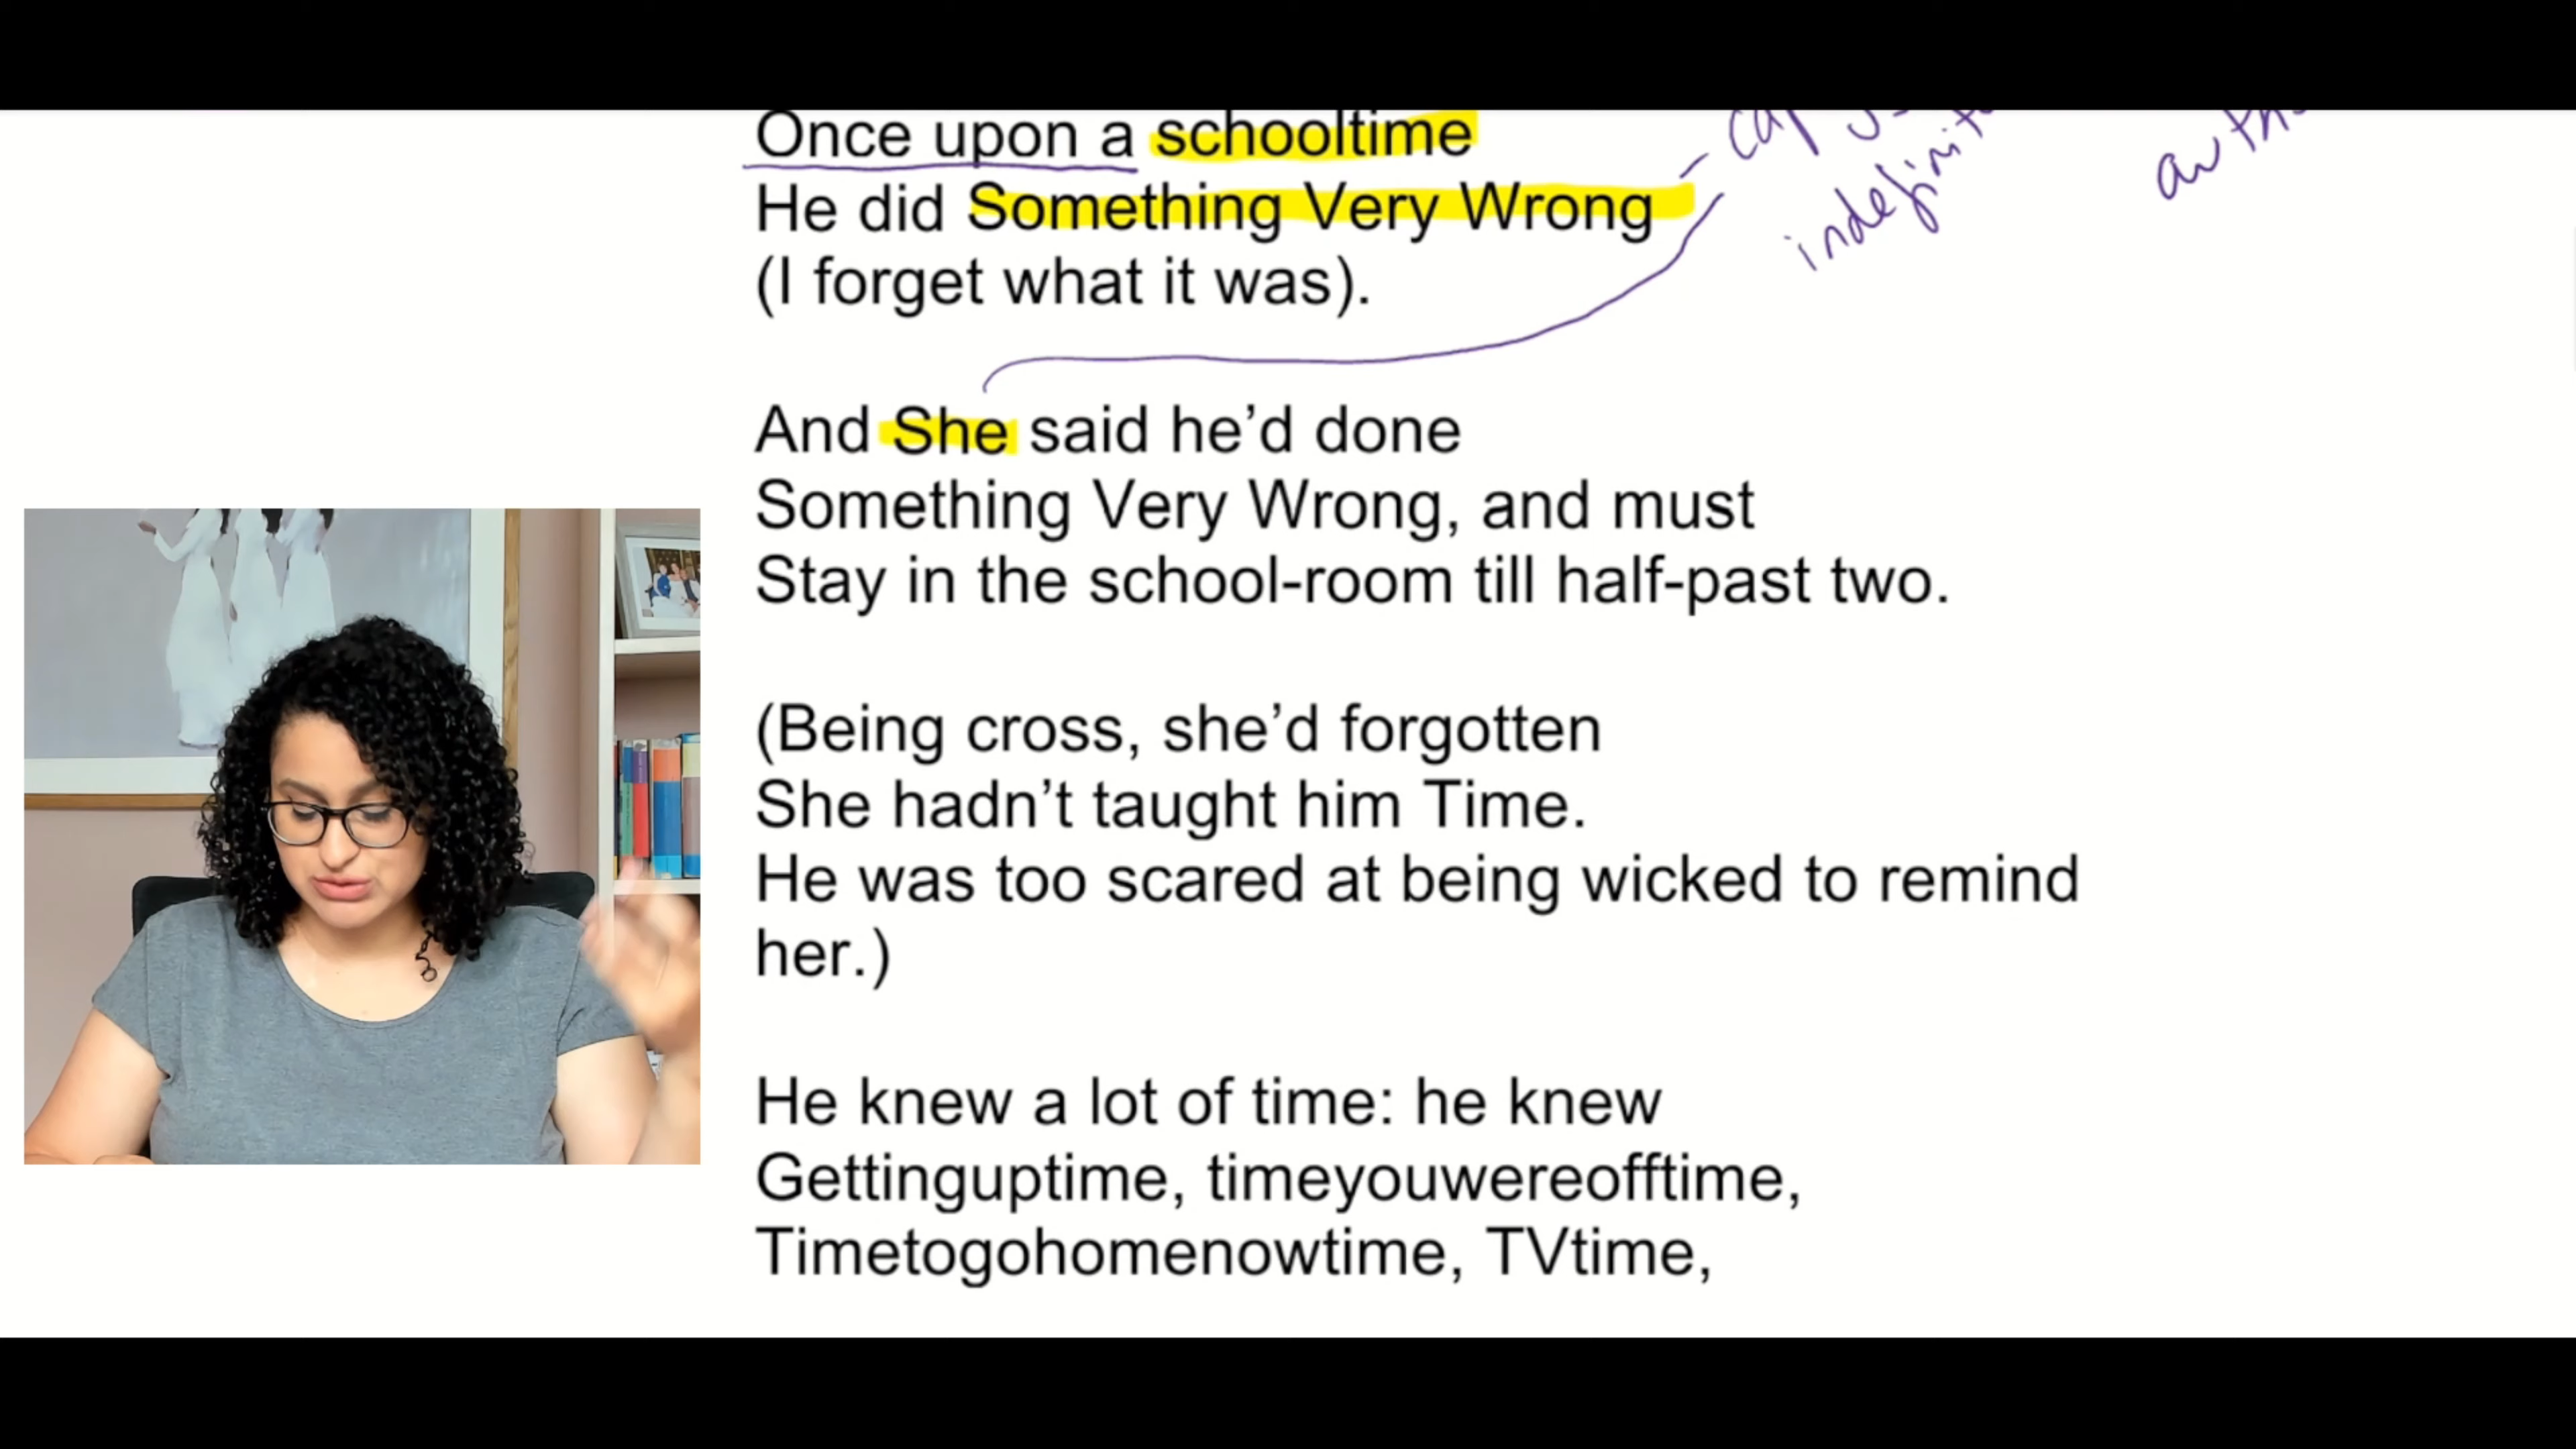 Once upon a schooltime
He did Something Very Wrong
(I forget what it was).
indefinit
And She said he’d done
Something Very Wrong, and must
Stay in the school-room till half-past two.
(Being cross, she’d forgotten
She hadn’t taught him Time.
He was too scared at being wicked to remind
her.)
He knew a lot of time: he knew
Gettinguptime, timeyouwereofftime,
Timetogohomenowtime, TVtime,